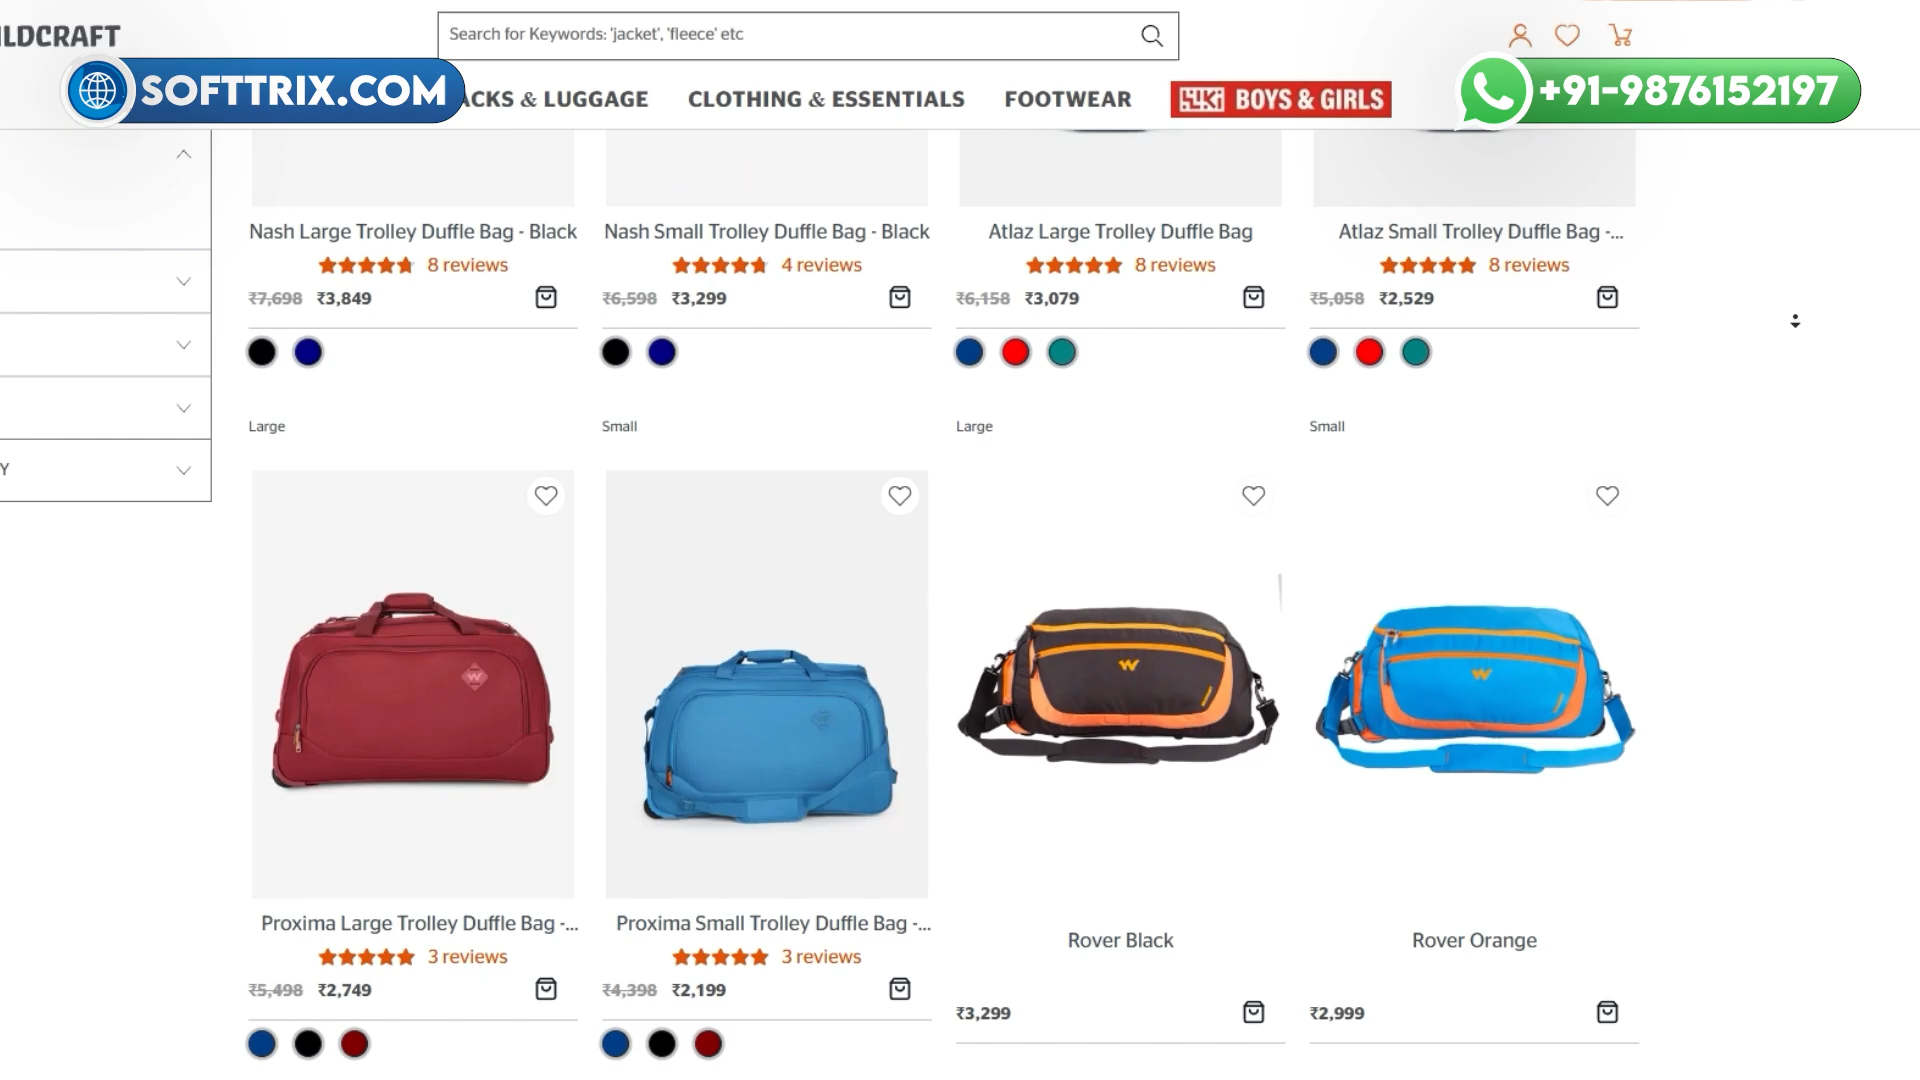 ILDCRAFT
Search for Keywords: 'jacket', 'fleece' etc
SOFTTRIX.COM
ACKS & LUGGAGE
CLOTHING & ESSENTIALS
FOOTWEAR
BOYS & GIRLS
+91-9876152197
Nash Large Trolley Duffle Bag - Black
8 reviews
₹7,698 ₹3,849
Nash Small Trolley Duffle Bag - Black
4 reviews
₹6,598 ₹3,299
Atlaz Large Trolley Duffle Bag
8 reviews
₹6,158 ₹3,079
Atlaz Small Trolley Duffle Bag -...
8 reviews
₹5,058 ₹2,529
Large
Small
Large
Small
Y
Proxima Large Trolley Duffle Bag -...
3 reviews
₹5,498 ₹2,749
Proxima Small Trolley Duffle Bag -...
3 reviews
₹4,398 ₹2,199
Rover Black
₹3,299
Rover Orange
₹2,999